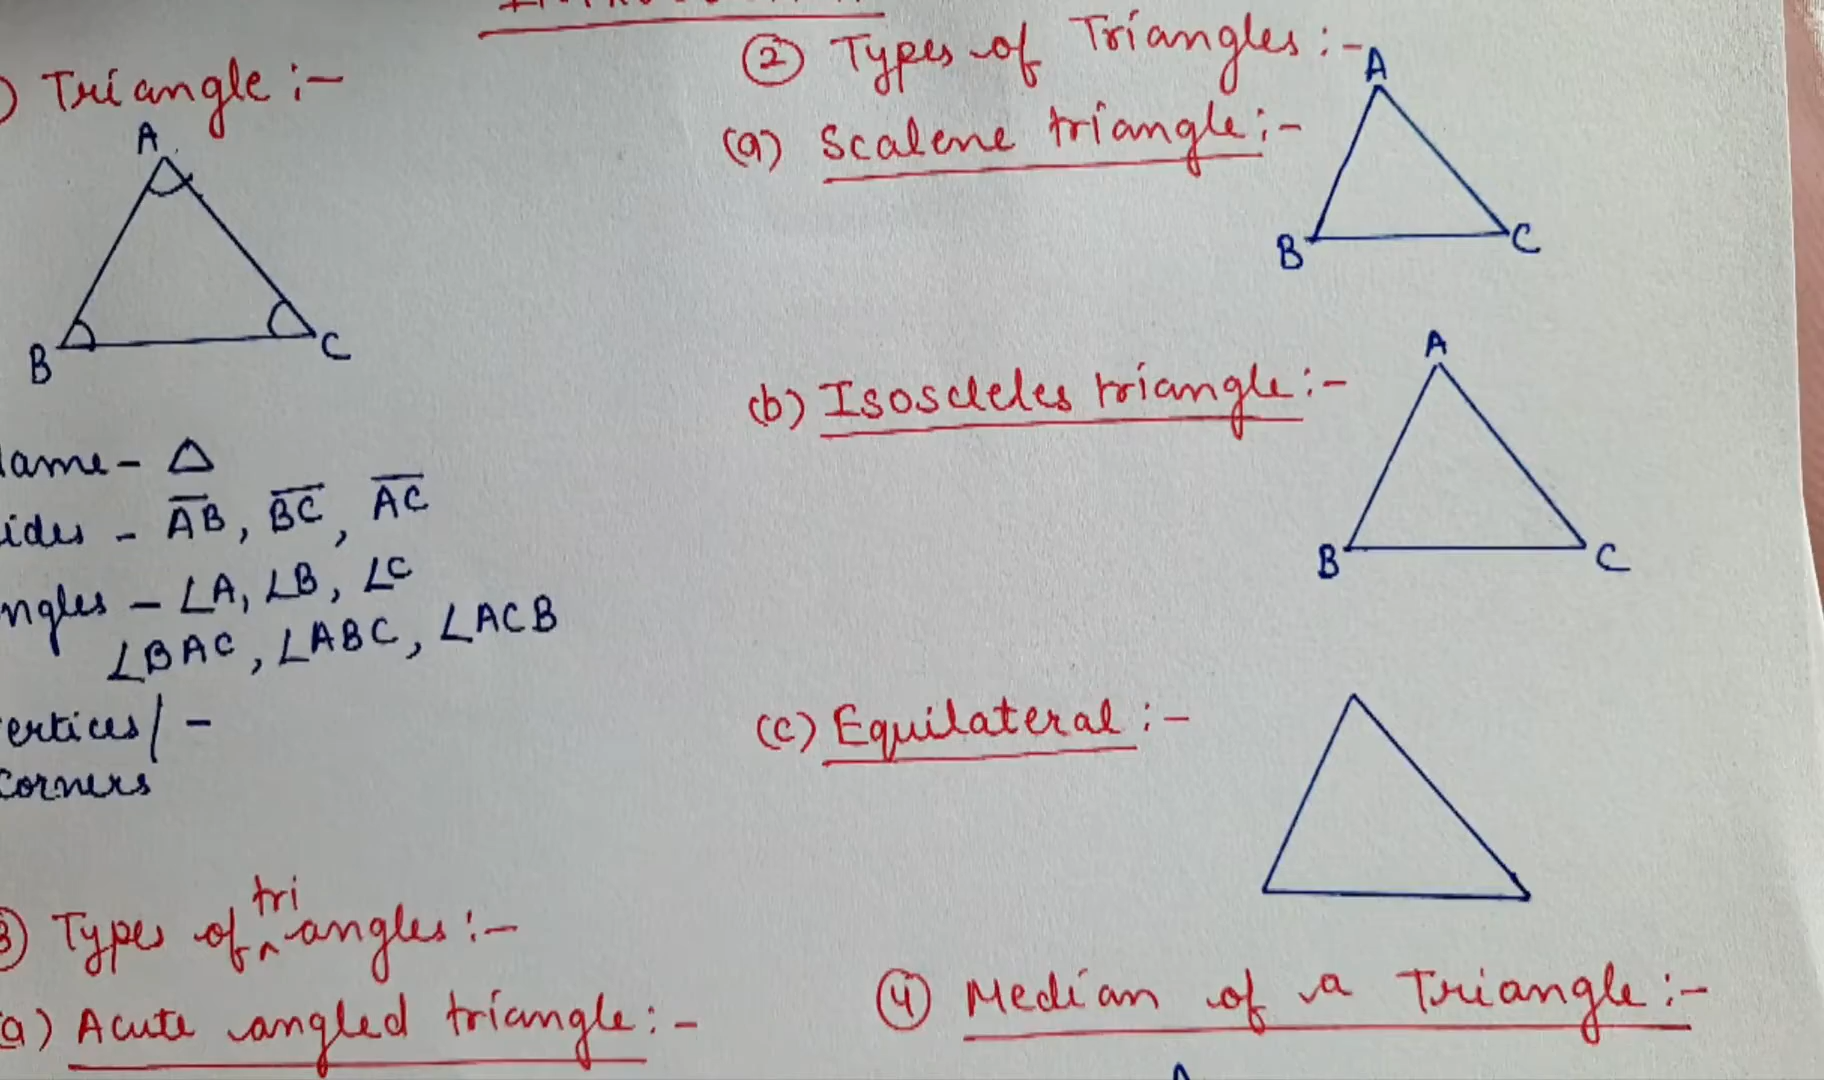 Triangle :-
A
B
C
ame - △
ides - AB, BC, AC
ngles - ∠A, ∠B, ∠C
∠BAC, ∠ABC, ∠ACB
ertices/ -
corners
② Types of Triangles :-
(a) Scalene triangle :-
A
B
C
(b) Isosceles triangle :-
A
B
C
(c) Equilateral :-
3) Types of triangles :-
a) Acute angled triangle :-
④ Median of a Triangle :-
A